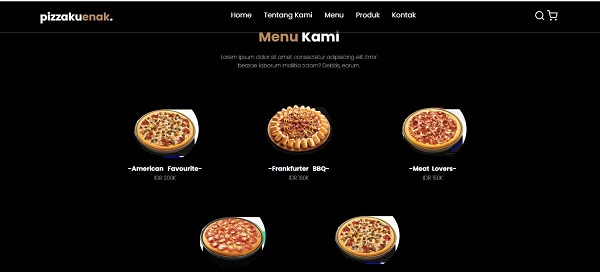 pizzakuenak.
Home Tentang Kami Menu Produk Kontak
Menu Kami
Lorem ipsum dolor sit amet consectetur adipisicing elit. Error
beatae laborum mollitia totam? Debitis, earum.
-American Favourite-
IDR 200K
-Frankfurter BBQ-
IDR 100K
-Meat Lovers-
IDR 150K